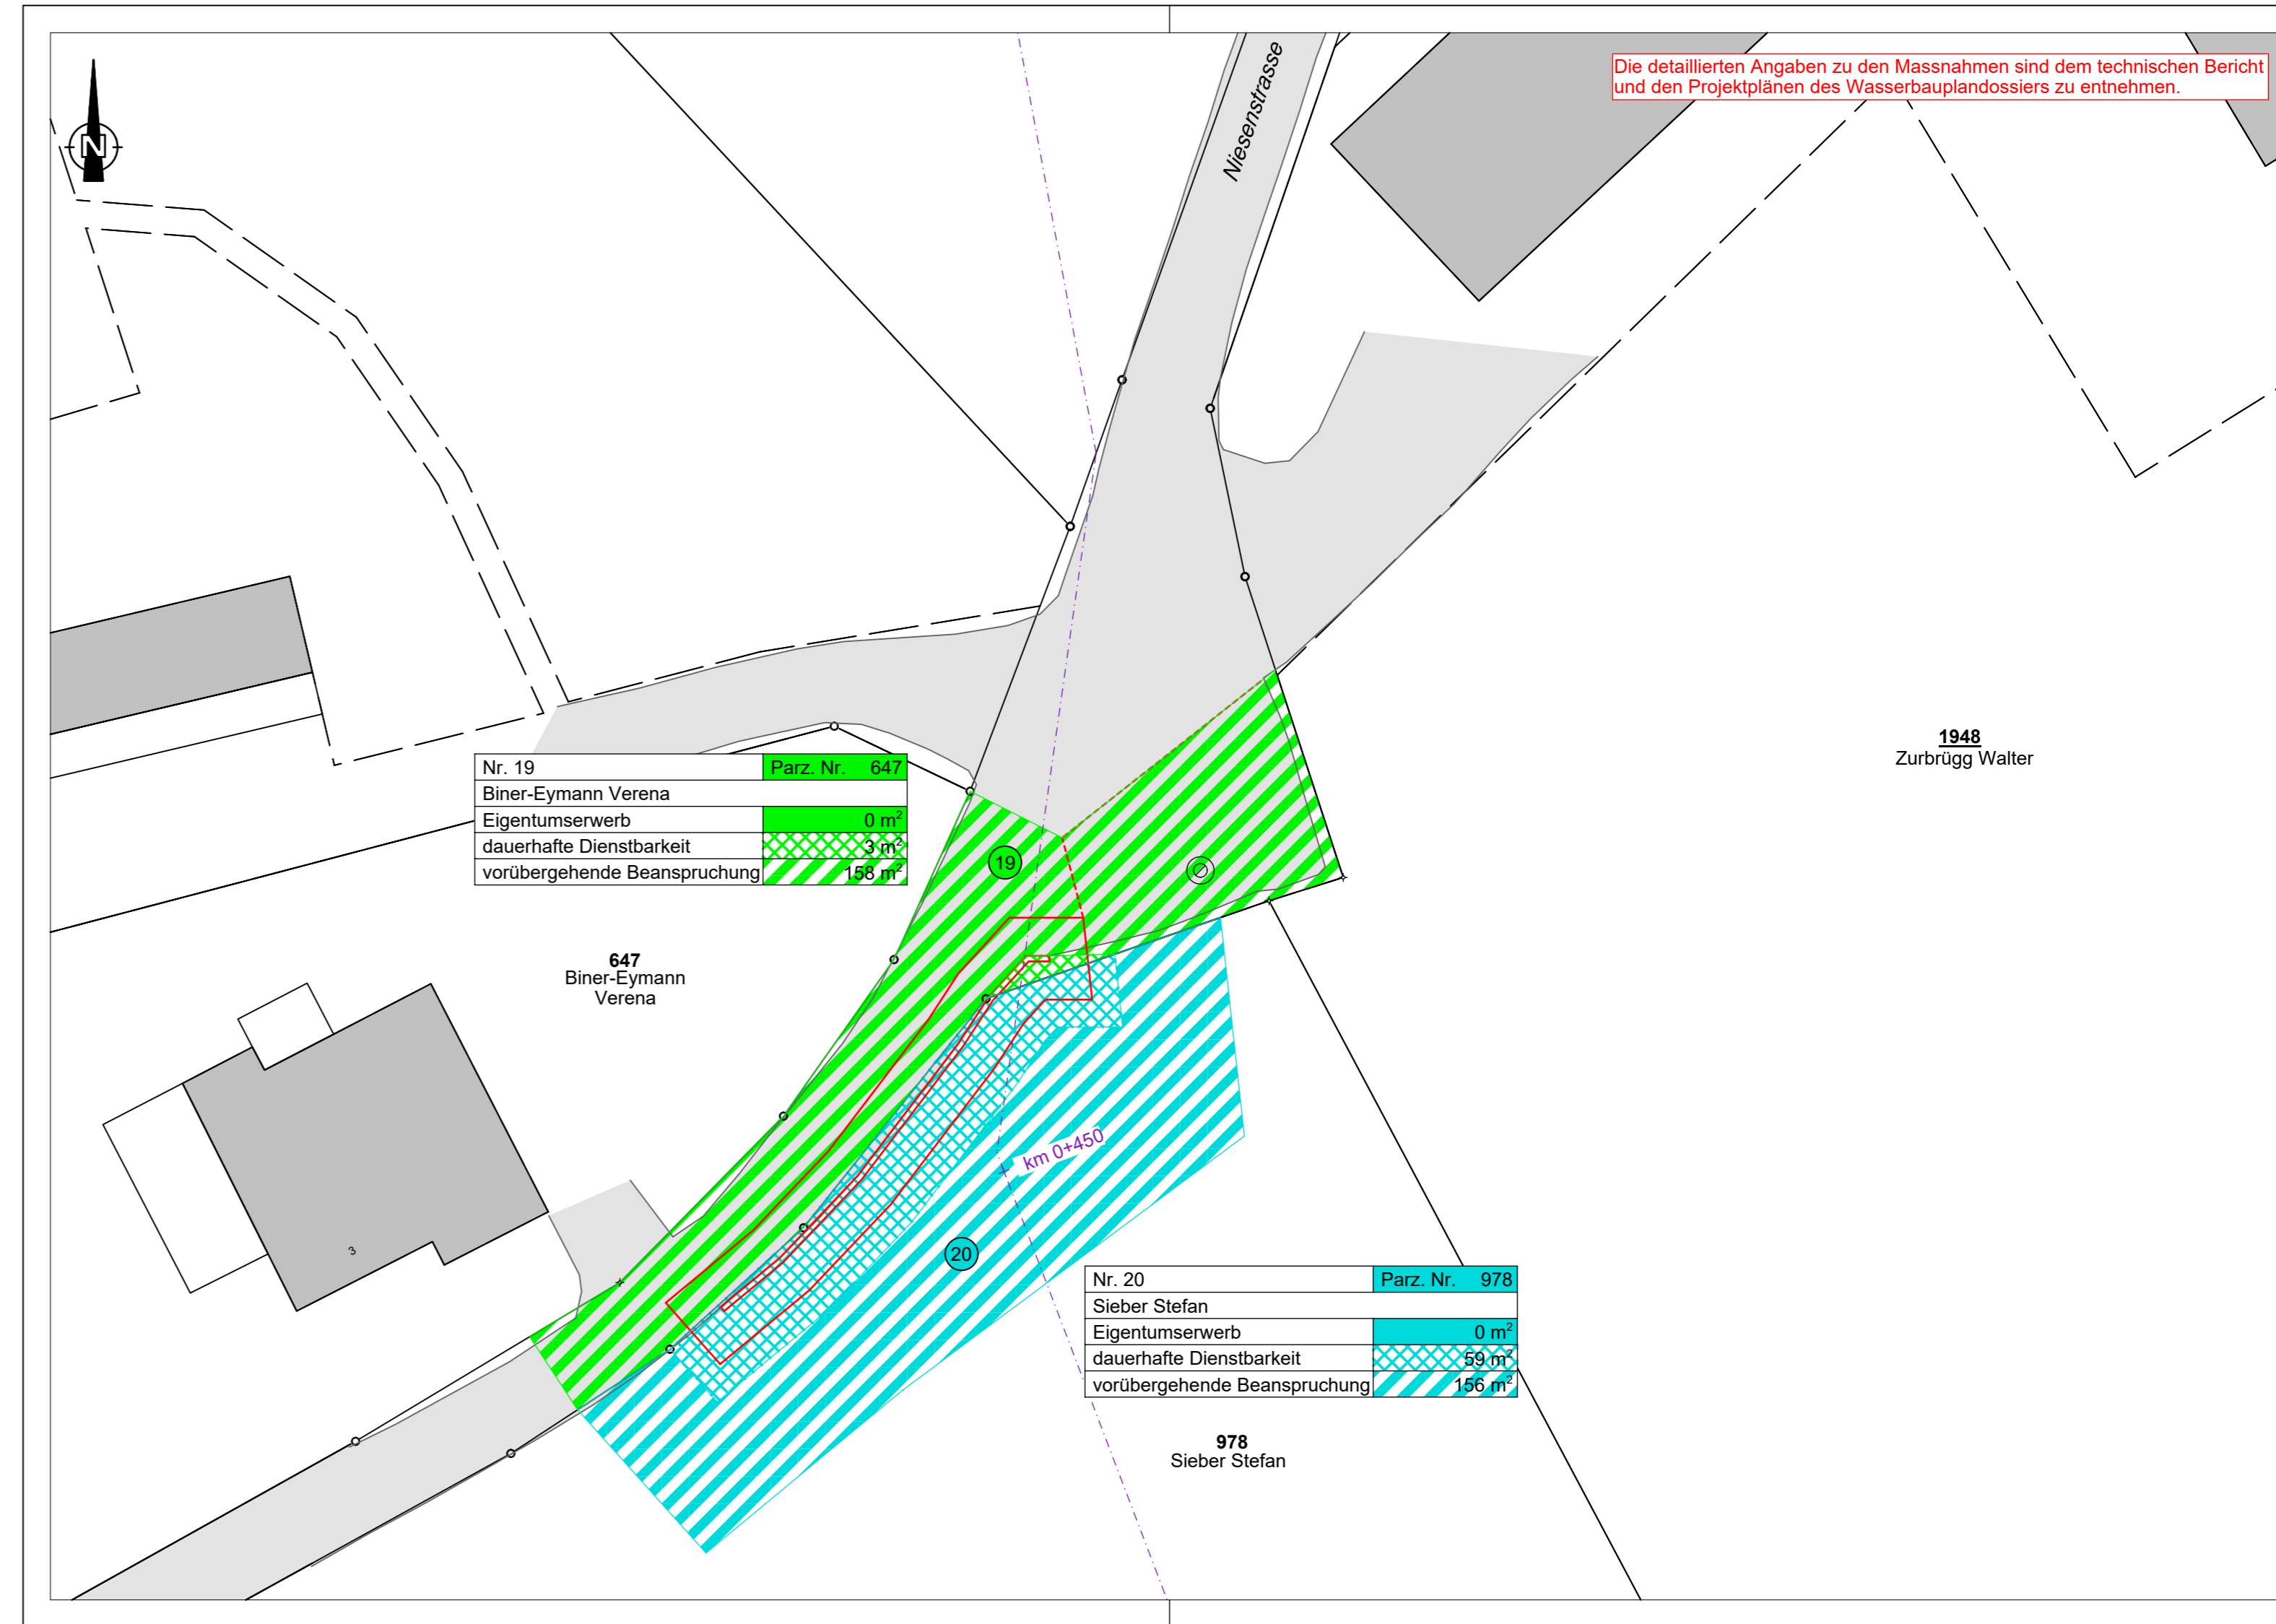 Die detaillierten Angaben zu den Massnahmen sind dem technischen Bericht
und den Projektplänen des Wasserbauplandossiers zu entnehmen.
N
Niesenstrasse
1948
Zurbrügg Walter
Nr. 19 Parz. Nr. 647
Biner-Eymann Verena
Eigentumserwerb 0 m²
dauerhafte Dienstbarkeit 3 m²
vorübergehende Beanspruchung 158 m²
19
647
Biner-Eymann
Verena
km 0+450
3
20
Nr. 20 Parz. Nr. 978
Sieber Stefan
Eigentumserwerb 0 m²
dauerhafte Dienstbarkeit 59 m²
vorübergehende Beanspruchung 156 m²
978
Sieber Stefan